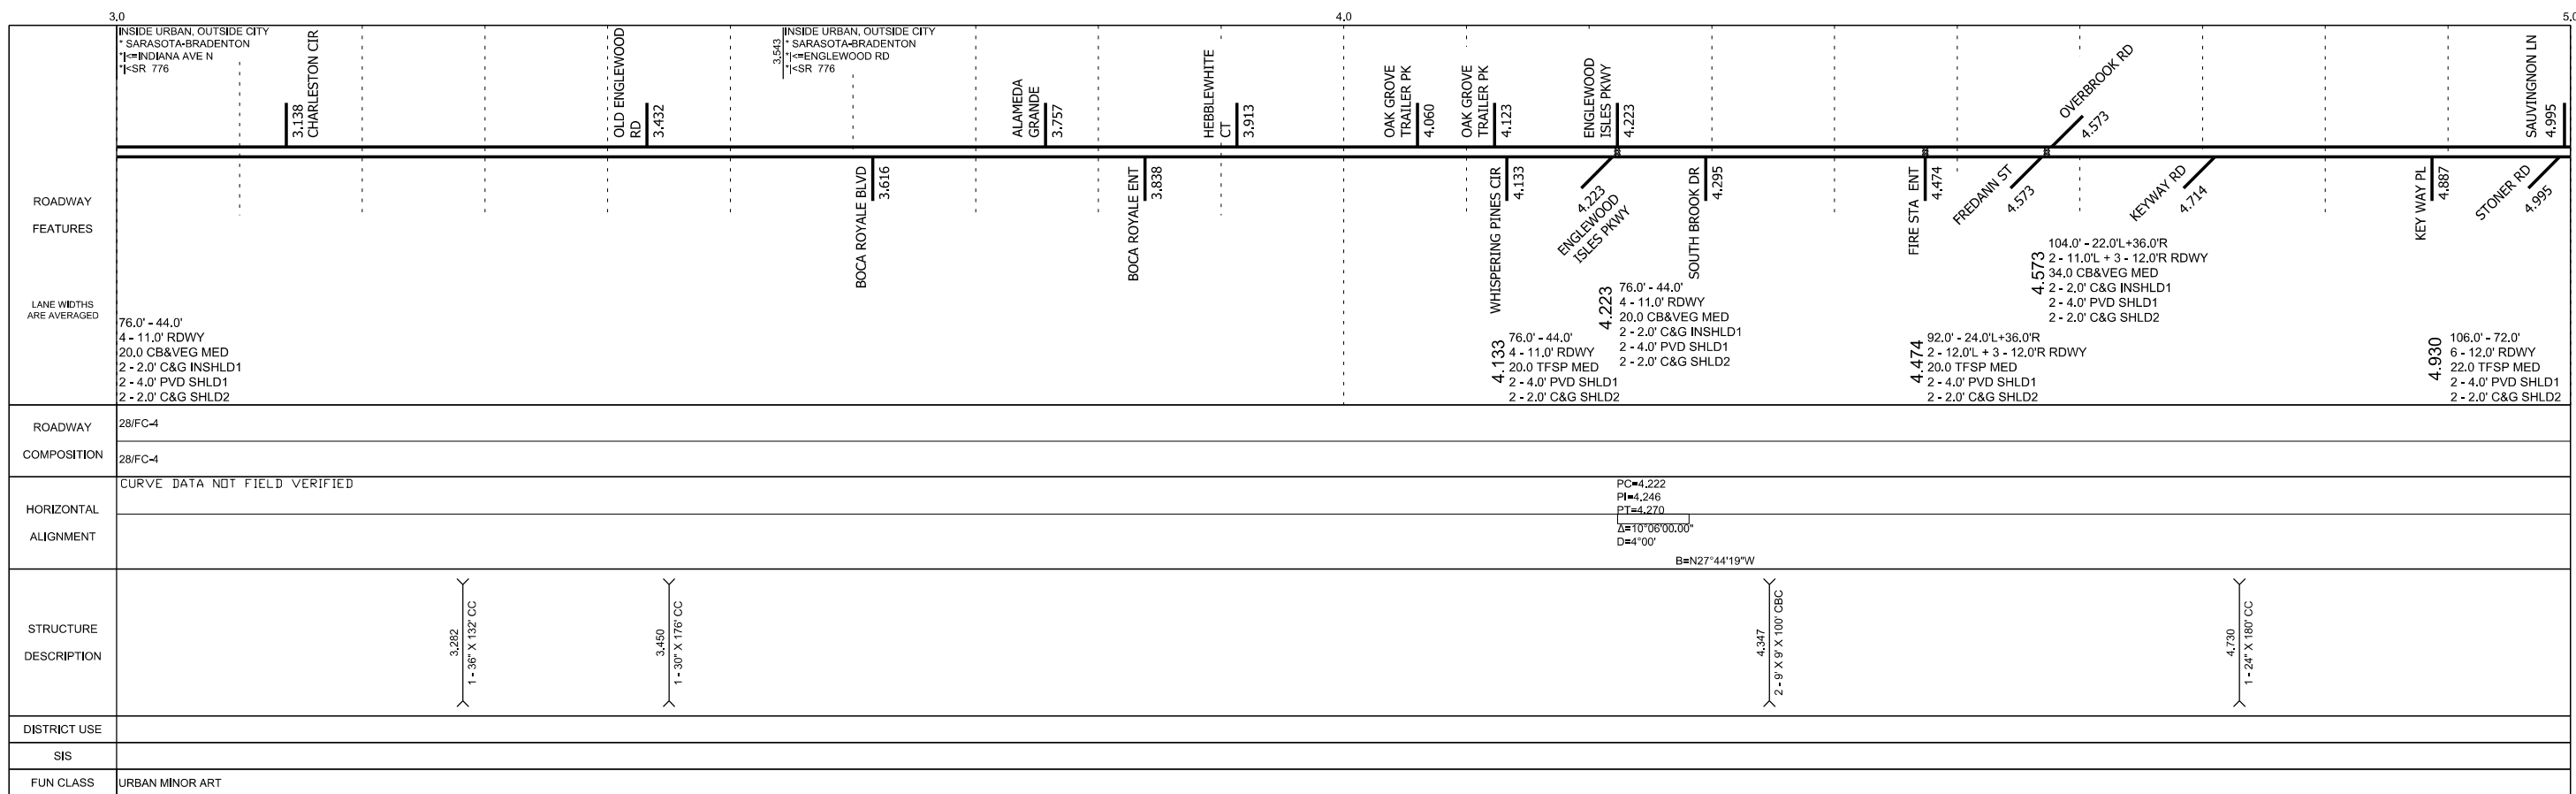 3.0
4.0
5.0
INSIDE URBAN, OUTSIDE CITY
* SARASOTA-BRADENTON
*|<=INDIANA AVE N
*|<SR 776
3.138
CHARLESTON CIR
OLD ENGLEWOOD
RD
3.432
3.543
INSIDE URBAN, OUTSIDE CITY
* SARASOTA-BRADENTON
*|<=ENGLEWOOD RD
*|<SR 776
ALAMEDA
GRANDE
3.757
HEBBLEWHITE
CT
3.913
OAK GROVE
TRAILER PK
4.060
OAK GROVE
TRAILER PK
4.123
ENGLEWOOD
ISLES PKWY
4.223
OVERBROOK RD
4.573
SAUVINGNON LN
4.995
ROADWAY
FEATURES
LANE WIDTHS
ARE AVERAGED
BOCA ROYALE BLVD
3.616
BOCA ROYALE ENT
3.838
WHISPERING PINES CIR
4.133
4.223
ENGLEWOOD
ISLES PKWY
SOUTH BROOK DR
4.295
FIRE STA ENT
4.474
FREDANN ST
4.573
KEYWAY RD
4.714
KEY WAY PL
4.887
STONER RD
4.995
76.0' - 44.0'
4 - 11.0' RDWY
20.0 CB&VEG MED
2 - 2.0' C&G INSHLD1
2 - 4.0' PVD SHLD1
2 - 2.0' C&G SHLD2
4.133
76.0' - 44.0'
4 - 11.0' RDWY
20.0 TFSP MED
2 - 4.0' PVD SHLD1
2 - 2.0' C&G SHLD2
4.223
76.0' - 44.0'
4 - 11.0' RDWY
20.0 CB&VEG MED
2 - 2.0' C&G INSHLD1
2 - 4.0' PVD SHLD1
2 - 2.0' C&G SHLD2
4.474
92.0' - 24.0'L+36.0'R
2 - 12.0'L + 3 - 12.0'R RDWY
20.0 TFSP MED
2 - 4.0' PVD SHLD1
2 - 2.0' C&G SHLD2
4.573
104.0' - 22.0'L+36.0'R
2 - 11.0'L + 3 - 12.0'R RDWY
34.0 CB&VEG MED
2 - 2.0' C&G INSHLD1
2 - 4.0' PVD SHLD1
2 - 2.0' C&G SHLD2
4.930
106.0' - 72.0'
6 - 12.0' RDWY
22.0 TFSP MED
2 - 4.0' PVD SHLD1
2 - 2.0' C&G SHLD2
ROADWAY
COMPOSITION
28/FC-4
28/FC-4
HORIZONTAL
ALIGNMENT
CURVE DATA NOT FIELD VERIFIED
PC=4.222
PI=4.246
PT=4.270
Δ=10°06'00.00"
D=4°00'
B=N27°44'19"W
STRUCTURE
DESCRIPTION
3.282
1 - 36" X 132' CC
3.450
1 - 30" X 176' CC
4.347
2 - 9' X 9' X 100' CBC
4.730
1 - 24" X 180' CC
DISTRICT USE
SIS
FUN CLASS
URBAN MINOR ART